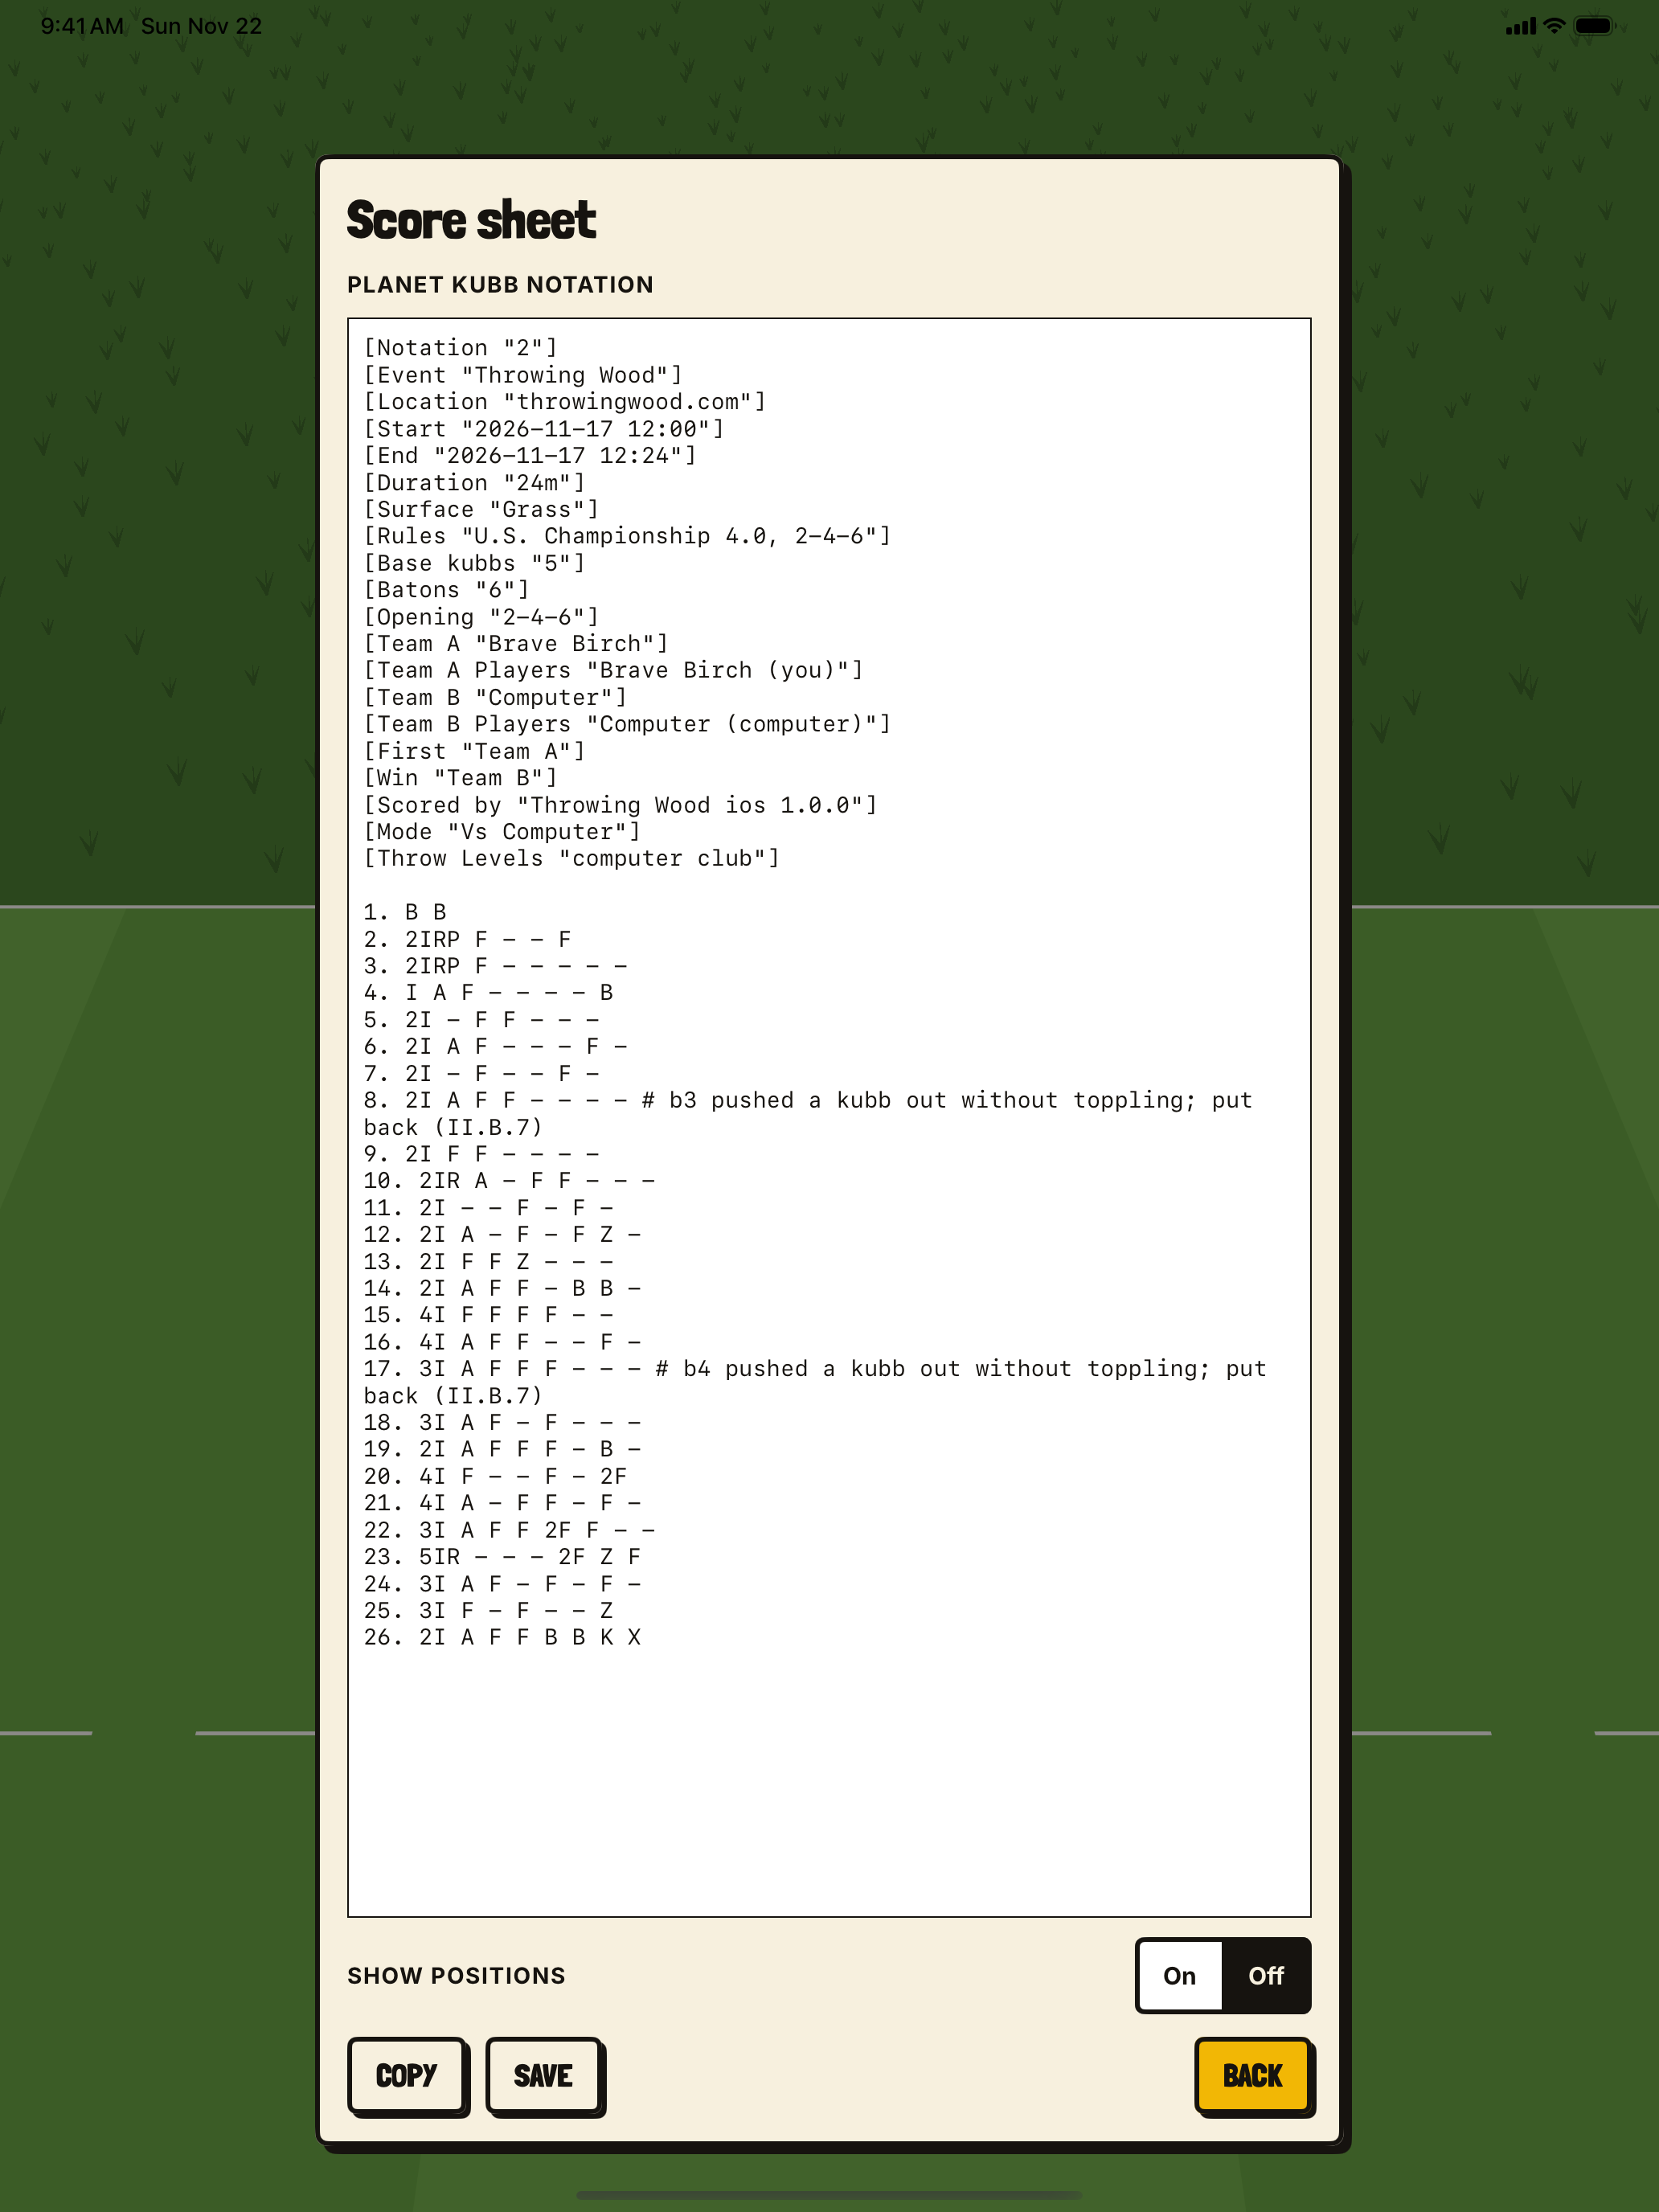 9:41 AM Sun Nov 22
Score sheet
PLANET KUBB NOTATION
[Notation "2"]
[Event "Throwing Wood"]
[Location "throwingwood.com"]
[Start "2026-11-17 12:00"]
[End "2026-11-17 12:24"]
[Duration "24m"]
[Surface "Grass"]
[Rules "U.S. Championship 4.0, 2-4-6"]
[Base kubbs "5"]
[Batons "6"]
[Opening "2-4-6"]
[Team A "Brave Birch"]
[Team A Players "Brave Birch (you)"]
[Team B "Computer"]
[Team B Players "Computer (computer)"]
[First "Team A"]
[Win "Team B"]
[Scored by "Throwing Wood ios 1.0.0"]
[Mode "Vs Computer"]
[Throw Levels "computer club"]
1. B B
2. 2IRP F - - F
3. 2IRP F - - - - -
4. I A F - - - - B
5. 2I - F F - - -
6. 2I A F - - - F -
7. 2I - F - - F -
8. 2I A F F - - - - # b3 pushed a kubb out without toppling; put
back (II.B.7)
9. 2I F F - - - -
10. 2IR A - F F - - -
11. 2I - - F - F -
12. 2I A - F - F Z -
13. 2I F F Z - - -
14. 2I A F F - B B -
15. 4I F F F F - -
16. 4I A F F - - F -
17. 3I A F F F - - - # b4 pushed a kubb out without toppling; put
back (II.B.7)
18. 3I A F - F - - -
19. 2I A F F F - B -
20. 4I F - - F - 2F
21. 4I A - F F - F -
22. 3I A F F 2F F - -
23. 5IR - - - 2F Z F
24. 3I A F - F - F -
25. 3I F - F - - Z
26. 2I A F F B B K X
SHOW POSITIONS
On Off
COPY SAVE BACK